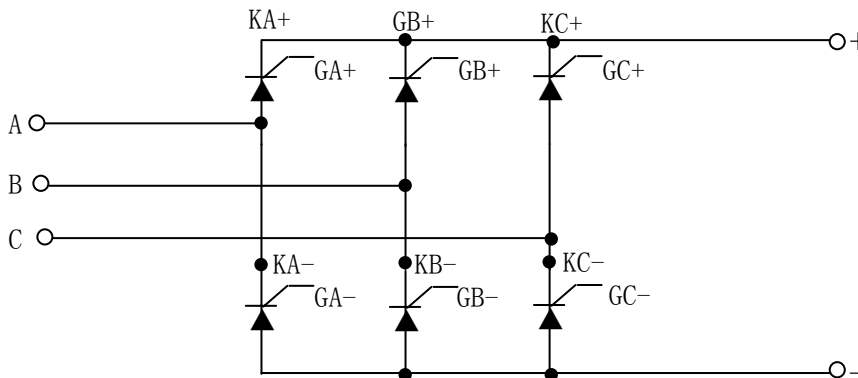 KA+ GB+ KC+
+
GA+ GB+ GC+
A
B
C
KA- KB- KC-
GA- GB- GC-
-